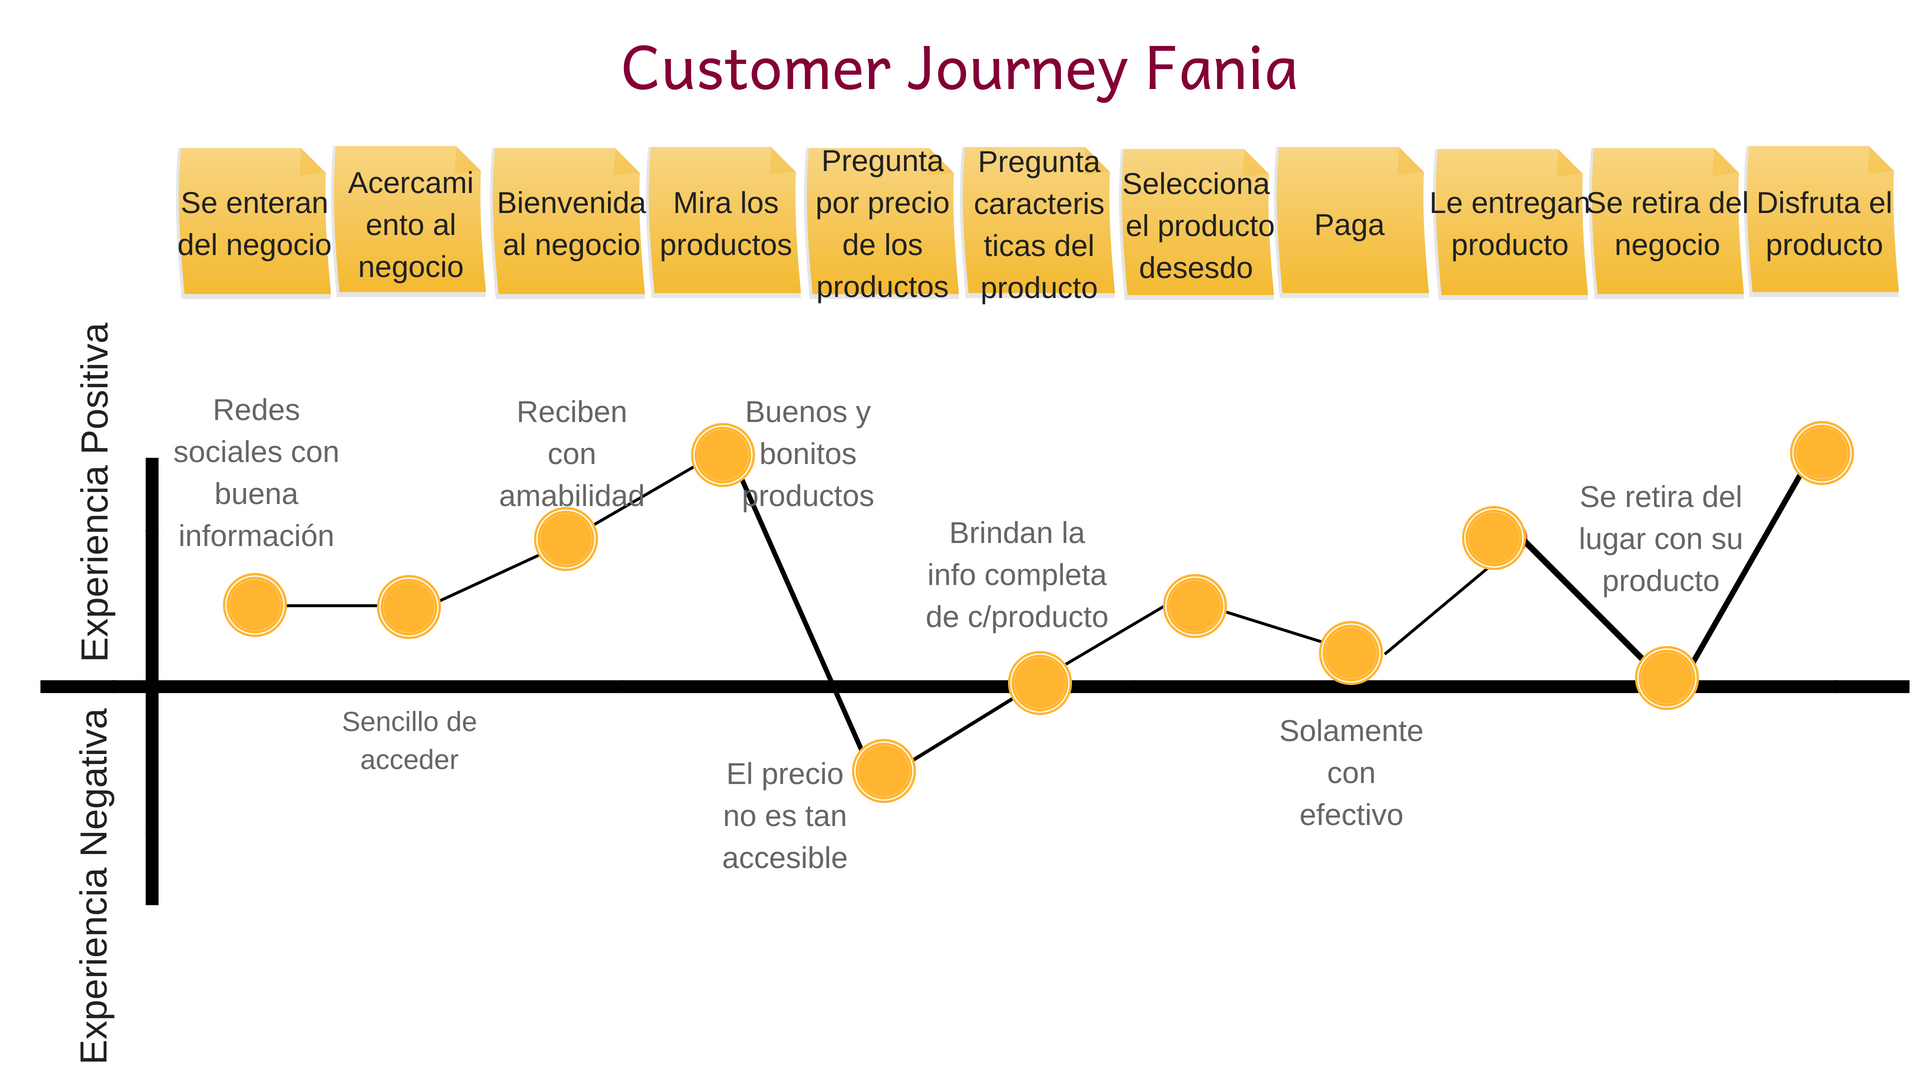 Customer Journey Fania
Se enteran
del negocio
Acercami
ento al
negocio
Bienvenida
al negocio
Mira los
productos
Pregunta
por precio
de los
productos
Pregunta
caracteris
ticas del
producto
Selecciona
el producto
desesdo
Paga
Le entregan
producto
Se retira del
negocio
Disfruta el
producto
Experiencia Positiva
Redes
sociales con
buena
información
Reciben
con
amabilidad
Buenos y
bonitos
productos
Brindan la
info completa
de c/producto
Se retira del
lugar con su
producto
Experiencia Negativa
Sencillo de
acceder
El precio
no es tan
accesible
Solamente
con
efectivo